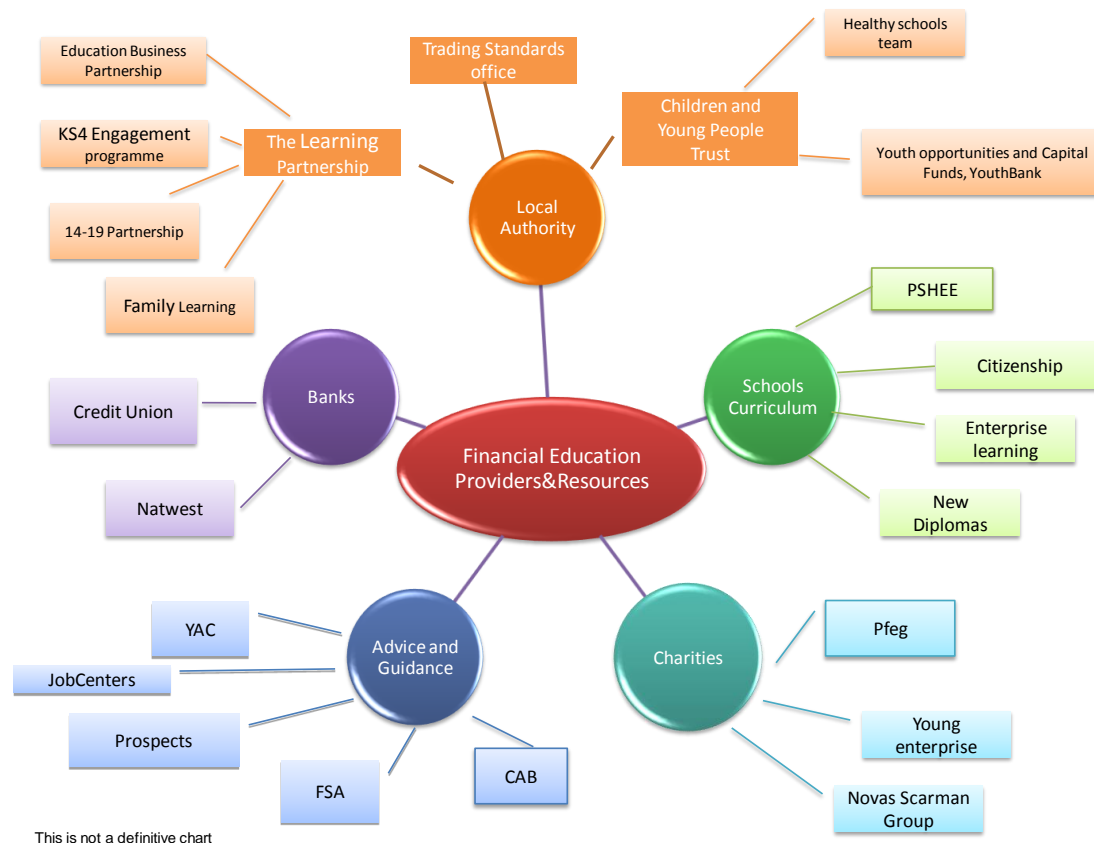 Healthy schools
team
Education Business
Partnership
Trading Standards
office
Children and
Young People
Trust
KS4 Engagement
programme
The Learning
Partnership
Youth opportunities and Capital
Funds, YouthBank
14-19 Partnership
Local
Authority
Family Learning
PSHEE
Citizenship
Banks
Schools
Curriculum
Credit Union
Enterprise
learning
Financial Education
Providers&Resources
Natwest
New
Diplomas
YAC
Pfeg
Advice and
Guidance
Charities
JobCenters
Prospects
Young
enterprise
CAB
FSA
Novas Scarman
Group
This is not a definitive chart